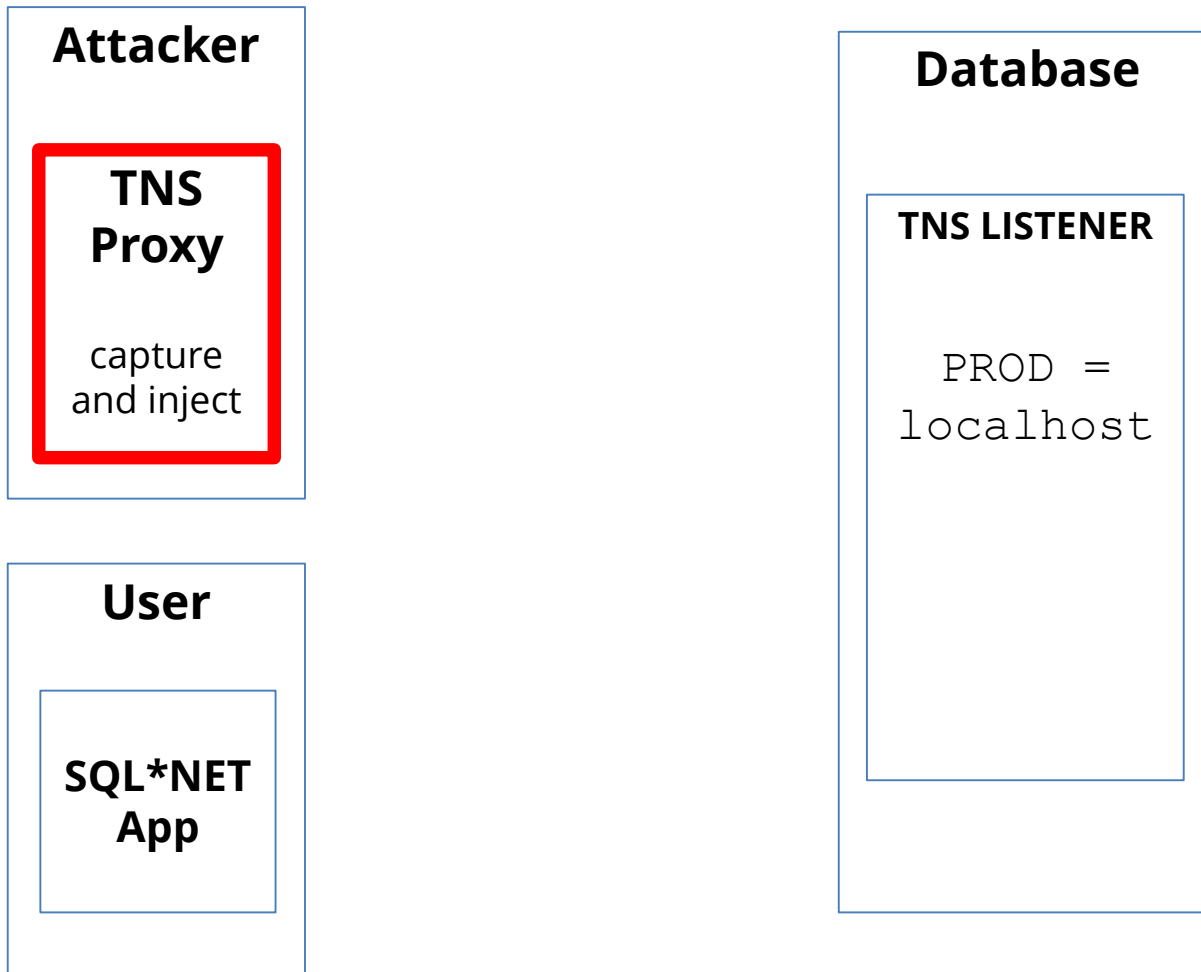 Attacker
TNS
Proxy
capture
and inject
User
SQL*NET
App
Database
TNS LISTENER
PROD =
localhost